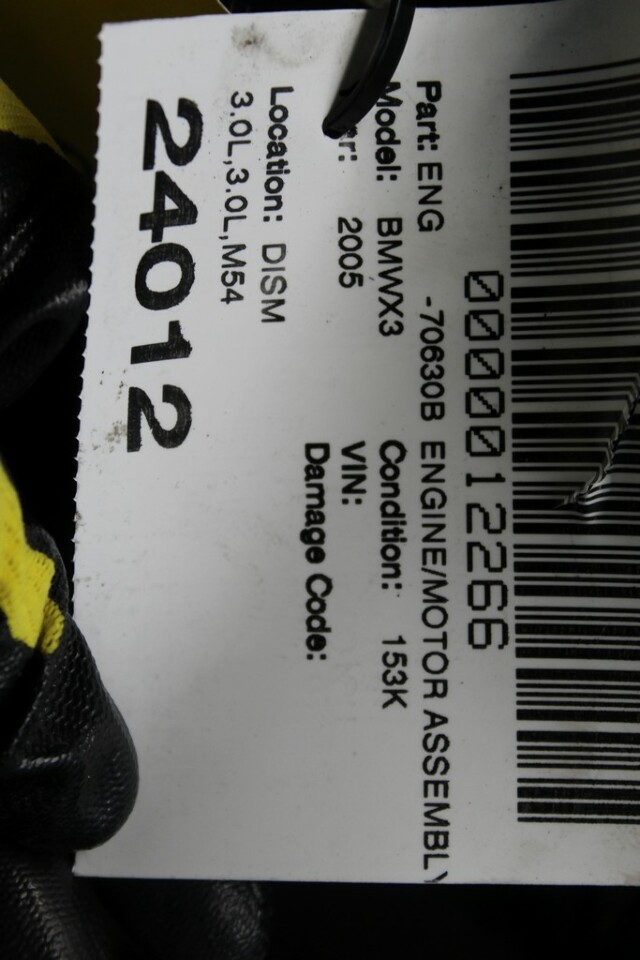 0000012266
Part: ENG -70630B ENGINE/MOTOR ASSEMBLY
Model: BMWX3 Condition: 153K
2005 VIN:
Damage Code:
Location: DISM
3.0L,3.0L,M54
24012